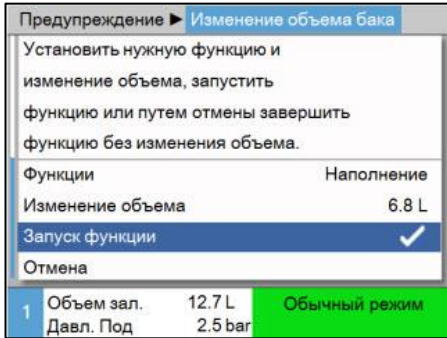 Предупреждение ► Изменение объема бака
Установить нужную функцию и
изменение объема, запустить
функцию или путем отмены завершить
функцию без изменения объема.
Функции Наполнение
Изменение объема 6.8 L
Запуск функции ✓
Отмена
1 Объем зал. 12.7 L Обычный режим
Давл. Под 2.5 bar